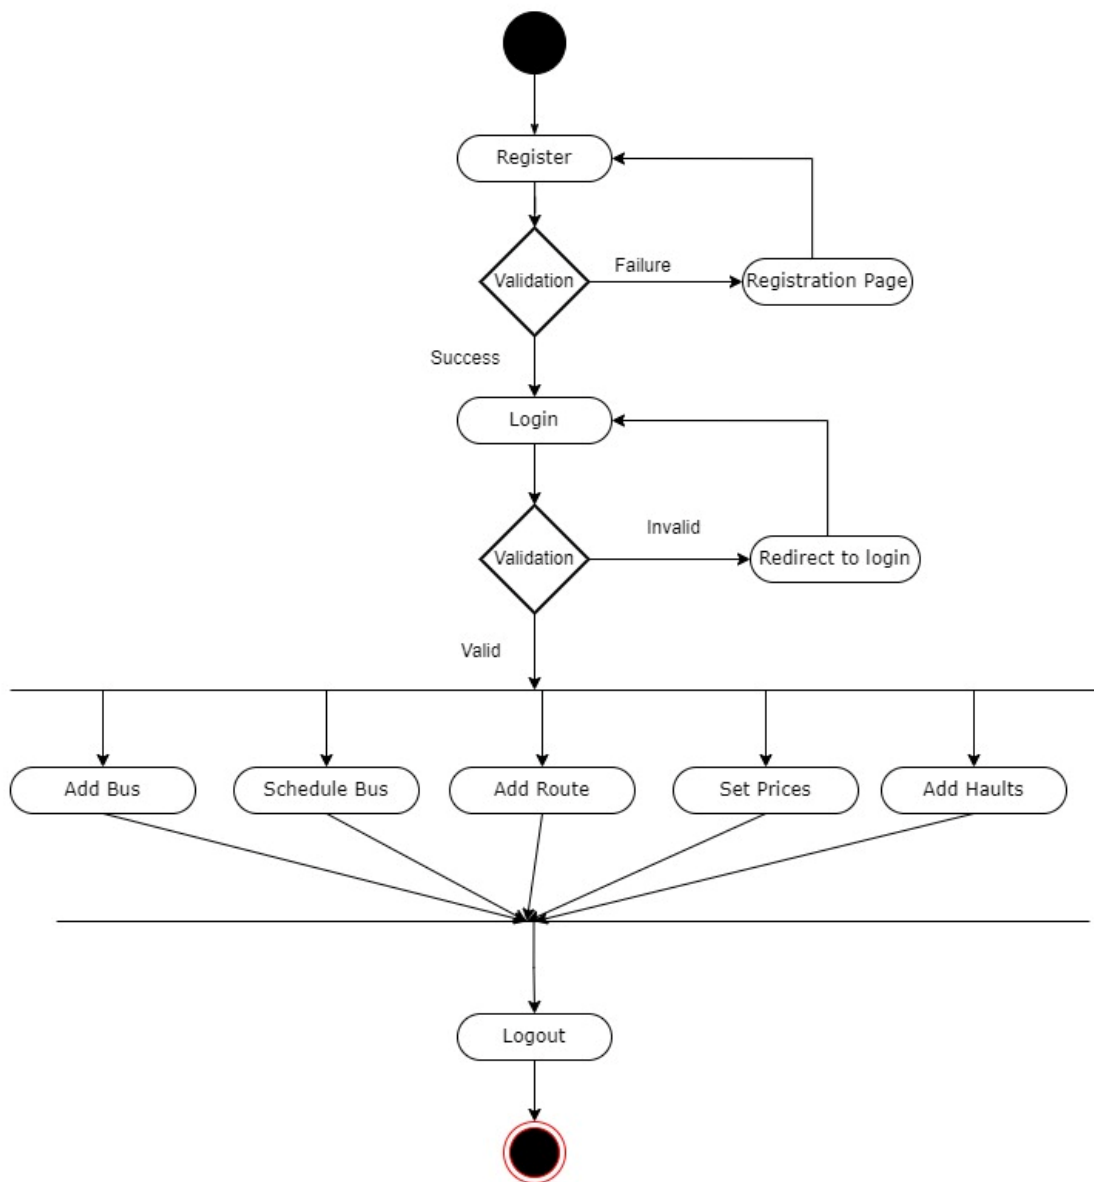 Register
Validation
Failure
Registration Page
Success
Login
Validation
Invalid
Redirect to login
Valid
Add Bus
Schedule Bus
Add Route
Set Prices
Add Haults
Logout